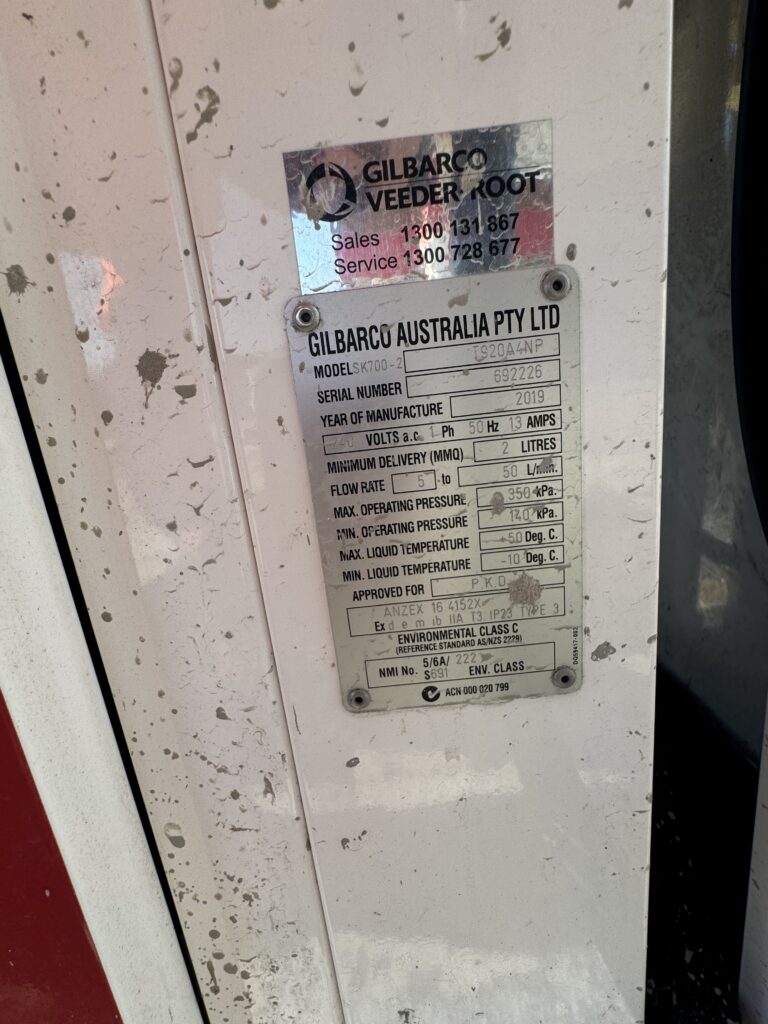 GILBARCO
VEEDER-ROOT
Sales 1300 131 867
Service 1300 728 677
GILBARCO AUSTRALIA PTY LTD
MODEL SK700-2 T920A4NP
SERIAL NUMBER 692226
YEAR OF MANUFACTURE 2019
240 VOLTS a.c. 1 Ph 50 Hz 13 AMPS
MINIMUM DELIVERY (MMQ) 2 LITRES
FLOW RATE 5 to 50 L/min.
MAX. OPERATING PRESSURE 350 kPa.
MIN. OPERATING PRESSURE 140 kPa.
MAX. LIQUID TEMPERATURE +50 Deg. C.
MIN. LIQUID TEMPERATURE -10 Deg. C.
APPROVED FOR P.K.D
ANZEX 16 4152X
Ex d e m ib IIA T3 IP23 TYPE 3
ENVIRONMENTAL CLASS C
(REFERENCE STANDARD AS/NZS 2229)
NMI No. 5/6A/ 222
S691 ENV. CLASS
ACN 000 020 799